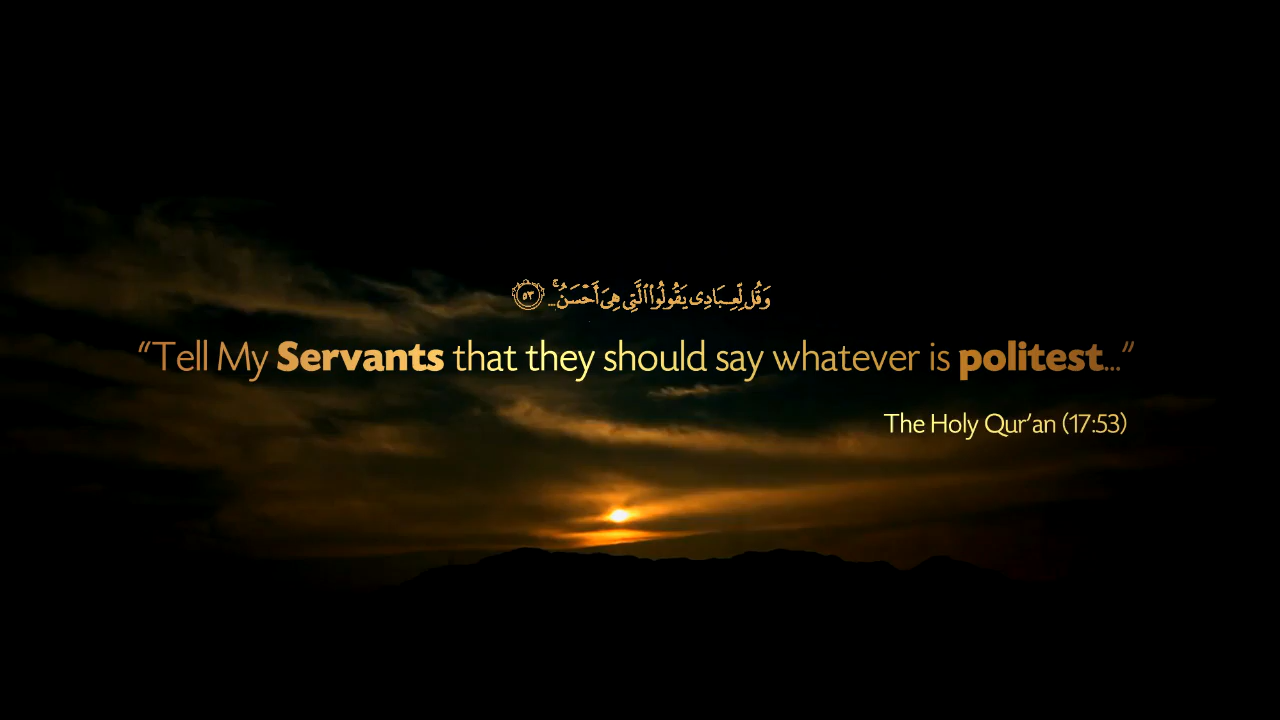 وَقُل لِّعِبَادِى يَقُولُوا۟ ٱلَّتِى هِىَ أَحْسَنُ ۚ... ٥٣
“Tell My Servants that they should say whatever is politest...”
The Holy Qur’an (17:53)